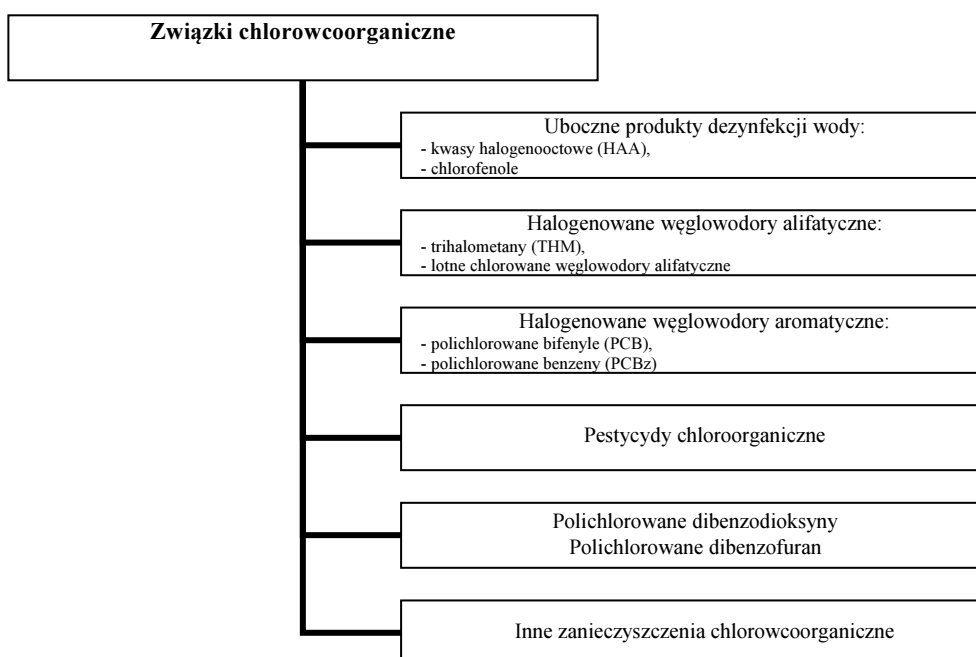 Związki chlorowcoorganiczne
Uboczne produkty dezynfekcji wody:
- kwasy halogenooctowe (HAA),
- chlorofenole
Halogenowane węglowodory alifatyczne:
- trihalometany (THM),
- lotne chlorowane węglowodory alifatyczne
Halogenowane węglowodory aromatyczne:
- polichlorowane bifenyle (PCB),
- polichlorowane benzeny (PCBz)
Pestycydy chloroorganiczne
Polichlorowane dibenzodioksyny
Polichlorowane dibenzofuran
Inne zanieczyszczenia chlorowcoorganiczne